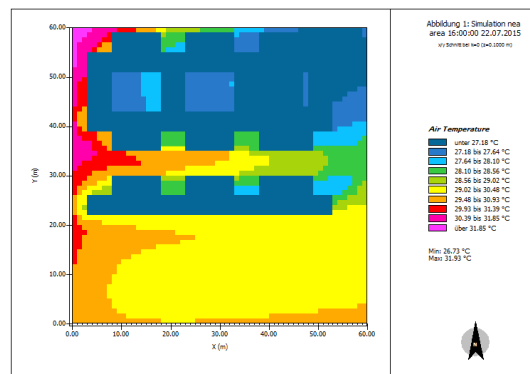 Abbildung 1: Simulation nea
area 16:00:00 22.07.2015
x/y Schnitt bei k=0 (z=0.1000 m)
60.00
50.00
40.00
30.00
20.00
10.00
0.00
Y (m)
0.00 10.00 20.00 30.00 40.00 50.00 60.00
X (m)
Air Temperature
unter 27.18 °C
27.18 bis 27.64 °C
27.64 bis 28.10 °C
28.10 bis 28.56 °C
28.56 bis 29.02 °C
29.02 bis 30.48 °C
29.48 bis 30.93 °C
29.93 bis 31.39 °C
30.39 bis 31.85 °C
über 31.85 °C
Min: 26.73 °C
Max: 31.93 °C
N